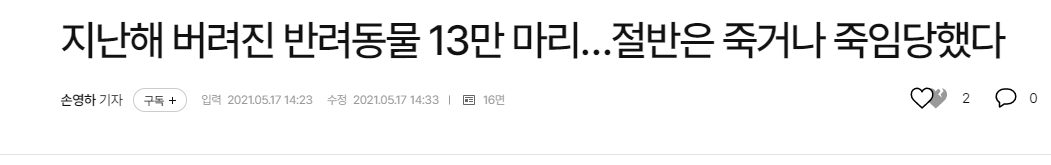 지난해 버려진 반려동물 13만 마리...절반은 죽거나 죽임당했다
손영하 기자 구독 + 입력 2021.05.17 14:23 수정 2021.05.17 14:33 | 16면 2 0